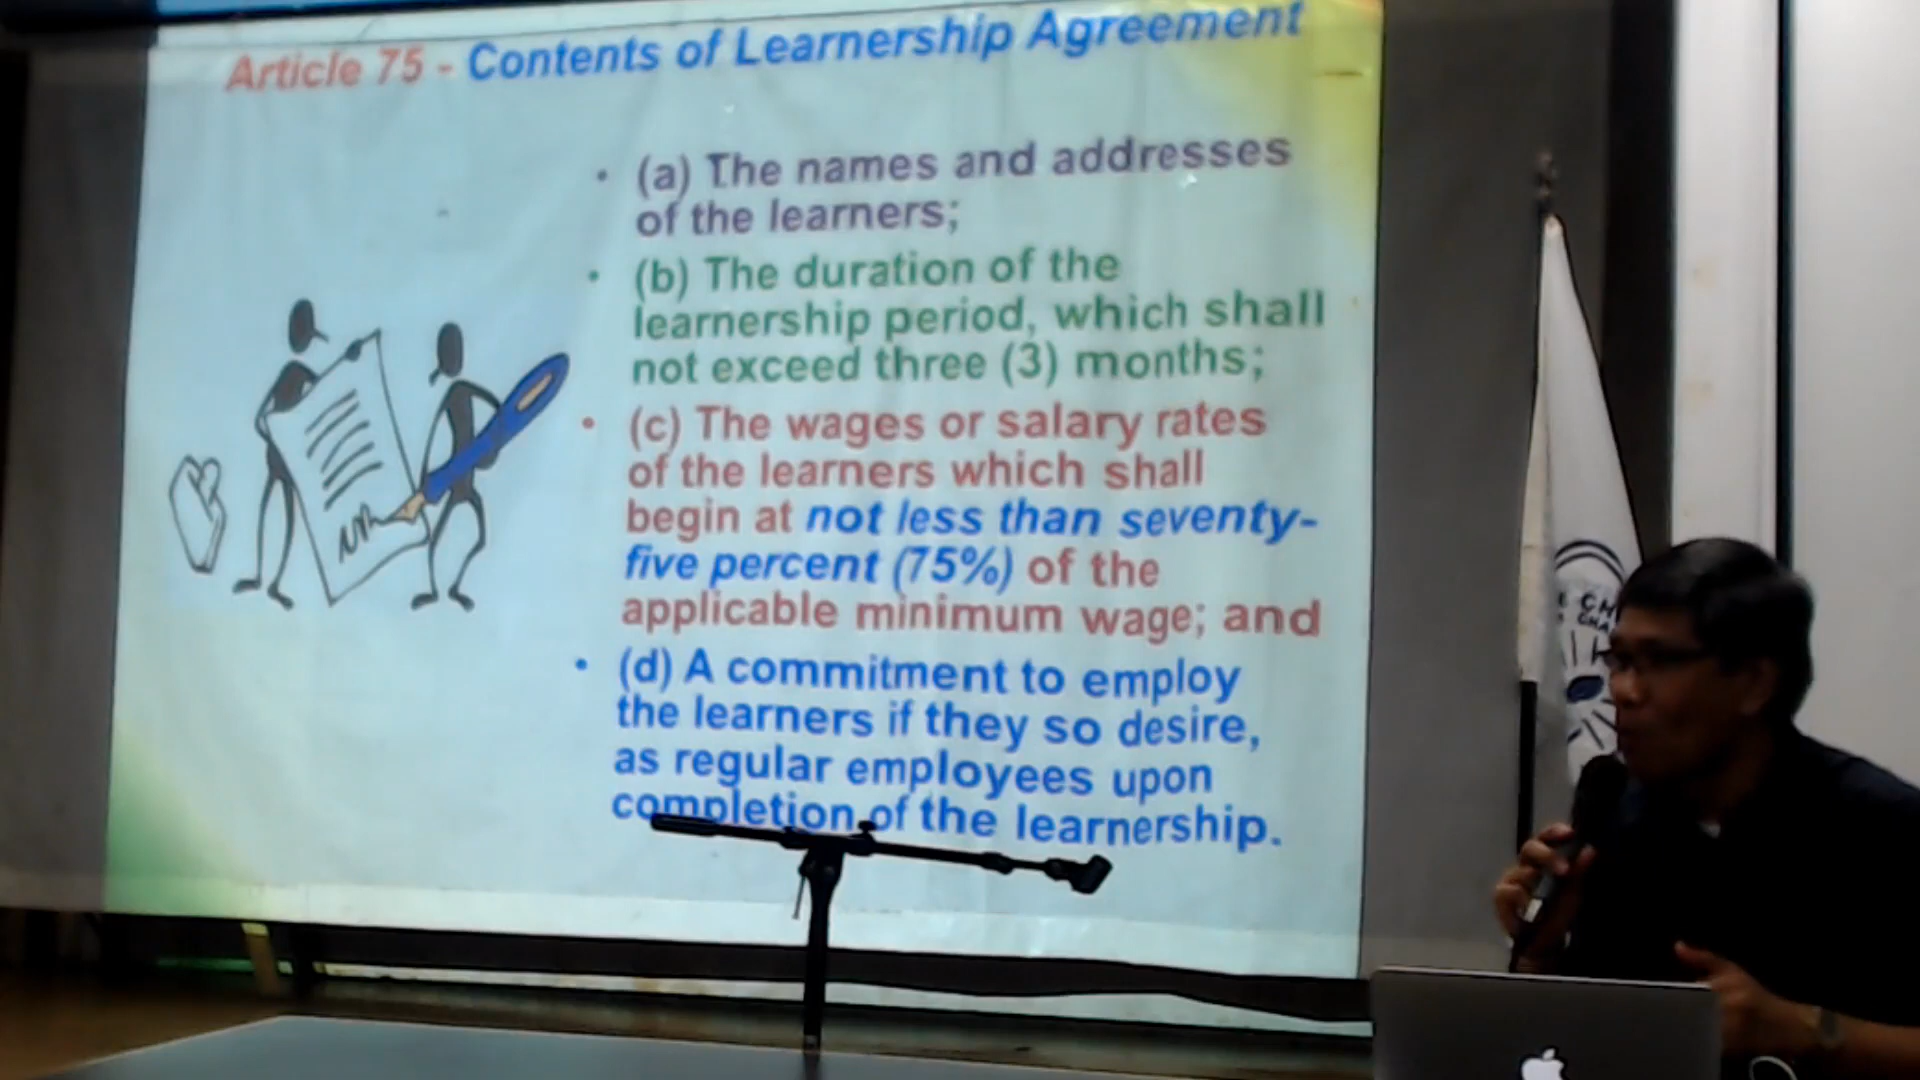 Article 75 - Contents of Learnership Agreement
• (a) The names and addresses
of the learners;
• (b) The duration of the
learnership period, which shall
not exceed three (3) months;
• (c) The wages or salary rates
of the learners which shall
begin at not less than seventy-
five percent (75%) of the
applicable minimum wage; and
• (d) A commitment to employ
the learners if they so desire,
as regular employees upon
completion of the learnership.